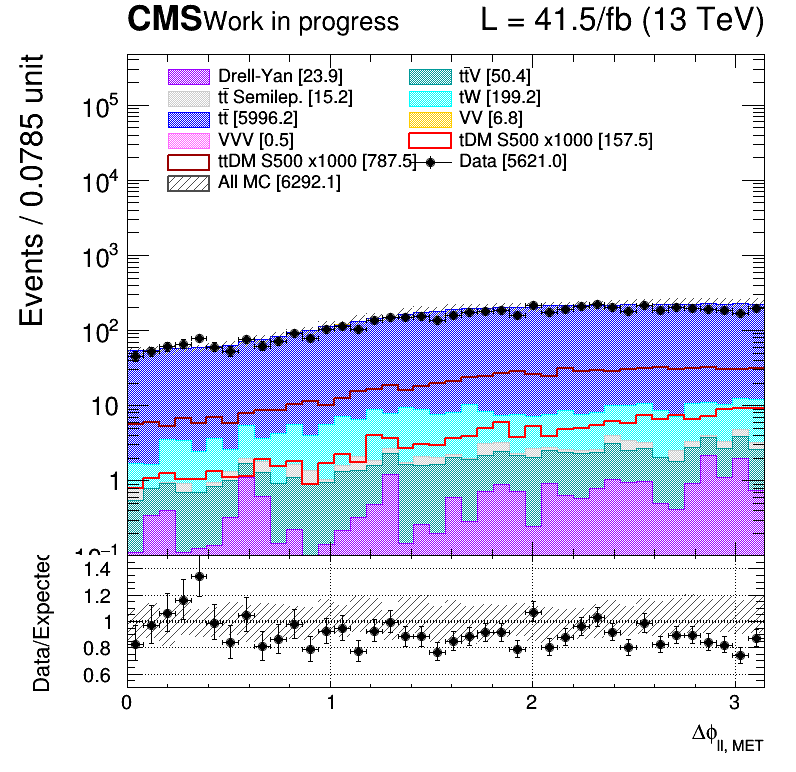 CMS Work in progress L = 41.5/fb (13 TeV)
Events / 0.0785 unit
Drell-Yan [23.9] tt̄V [50.4]
tt̄ Semilep. [15.2] tW [199.2]
tt̄ [5996.2] VV [6.8]
VVV [0.5] tDM S500 x1000 [157.5]
ttDM S500 x1000 [787.5] Data [5621.0]
All MC [6292.1]
10⁵
10⁴
10³
10²
10
1
10⁻¹
Data/Expected
1.4
1.2
1
0.8
0.6
0 1 2 3
Δϕll, MET